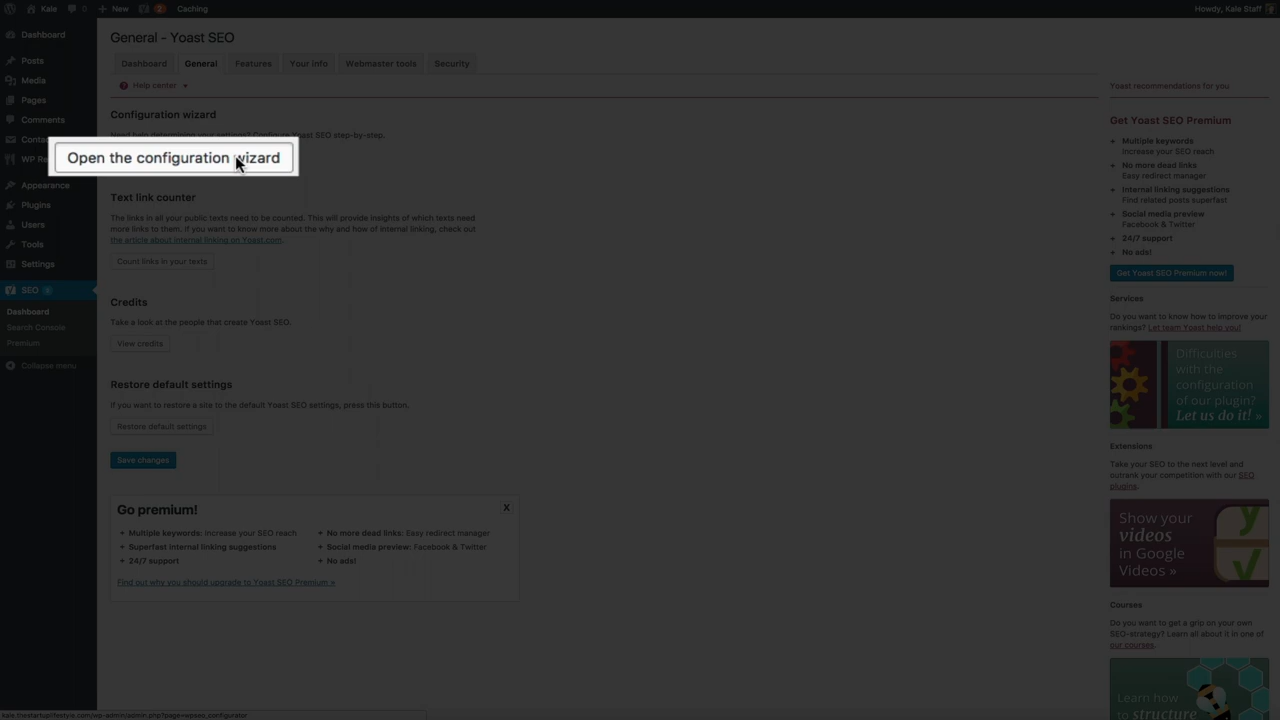 Kale
0
New
2
Caching
Howdy, Kale Staff
Dashboard
Posts
Media
Pages
Comments
Conta
WP Re
Appearance
Plugins
Users
Tools
Settings
SEO
Dashboard
Search Console
Premium
Collapse menu
General - Yoast SEO
Dashboard
General
Features
Your info
Webmaster tools
Security
Help center
Configuration wizard
Need help determining your settings? Configure Yoast SEO step-by-step.
Open the configuration wizard
Text link counter
The links in all your public texts need to be counted. This will provide insights of which texts need
more links to them. If you want to know more about the why and how of internal linking, check out
the article about internal linking on Yoast.com.
Count links in your texts
Credits
Take a look at the people that create Yoast SEO.
View credits
Restore default settings
If you want to restore a site to the default Yoast SEO settings, press this button.
Restore default settings
Save changes
Go premium!
X
+ Multiple keywords: Increase your SEO reach
+ No more dead links: Easy redirect manager
+ Superfast internal linking suggestions
+ Social media preview: Facebook & Twitter
+ 24/7 support
+ No ads!
Find out why you should upgrade to Yoast SEO Premium »
Yoast recommendations for you
Get Yoast SEO Premium
+ Multiple keywords
Increase your SEO reach
+ No more dead links
Easy redirect manager
+ Internal linking suggestions
Find related posts superfast
+ Social media preview
Facebook & Twitter
+ 24/7 support
+ No ads!
Get Yoast SEO Premium now!
Services
Do you want to know how to improve your
rankings? Let team Yoast help you!
Difficulties
with the
configuration
of our plugin?
Let us do it! »
Extensions
Take your SEO to the next level and
outrank your competition with our SEO
plugins.
Show your
videos
in Google
Videos »
Courses
Do you want to get a grip on your own
SEO-strategy? Learn all about it in one of
our courses.
Learn how
to structure